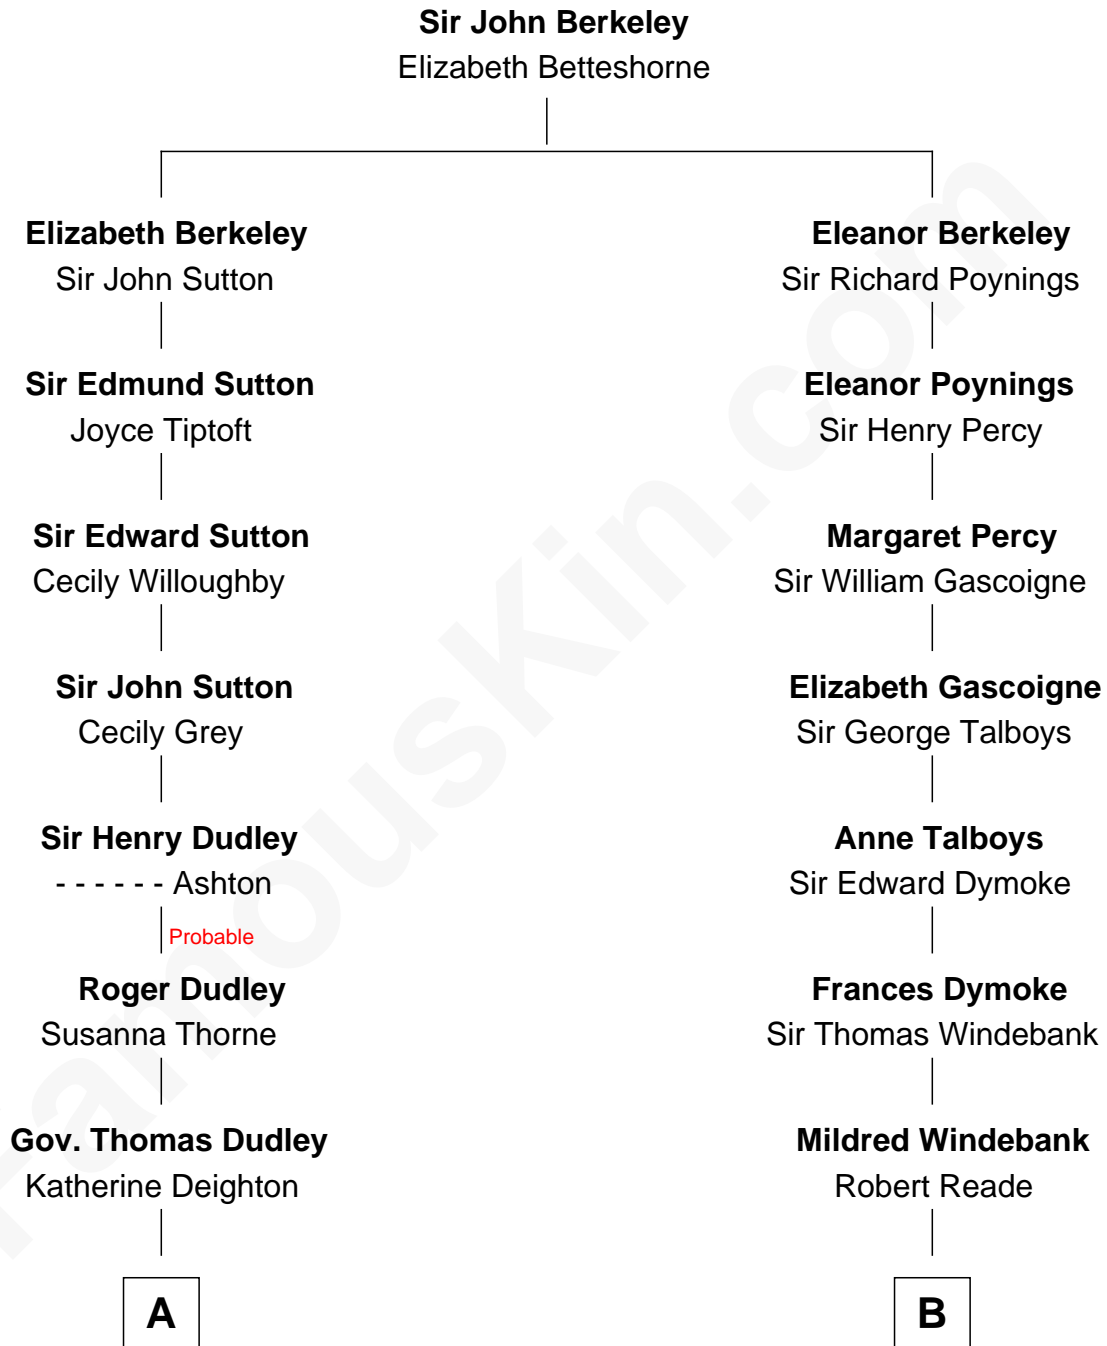 Sir John Berkeley
Elizabeth Betteshorne
Elizabeth Berkeley
Sir John Sutton
Eleanor Berkeley
Sir Richard Poynings
Sir Edmund Sutton
Joyce Tiptoft
Eleanor Poynings
Sir Henry Percy
Sir Edward Sutton
Cecily Willoughby
Margaret Percy
Sir William Gascoigne
Sir John Sutton
Cecily Grey
Elizabeth Gascoigne
Sir George Talboys
Sir Henry Dudley
- - - - - - Ashton
Probable
Anne Talboys
Sir Edward Dymoke
Roger Dudley
Susanna Thorne
Frances Dymoke
Sir Thomas Windebank
Gov. Thomas Dudley
Katherine Deighton
Mildred Windebank
Robert Reade
A
B
FamousKin.com